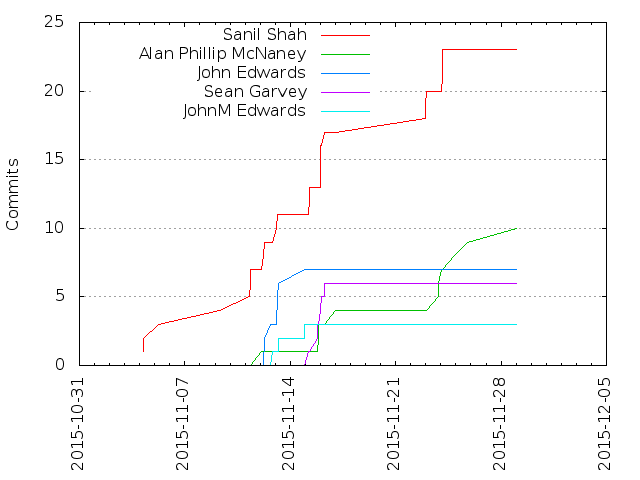 25
20
15
10
5
0
Commits
Sanil Shah
Alan Phillip McNaney
John Edwards
Sean Garvey
JohnM Edwards
2015-10-31
2015-11-07
2015-11-14
2015-11-21
2015-11-28
2015-12-05